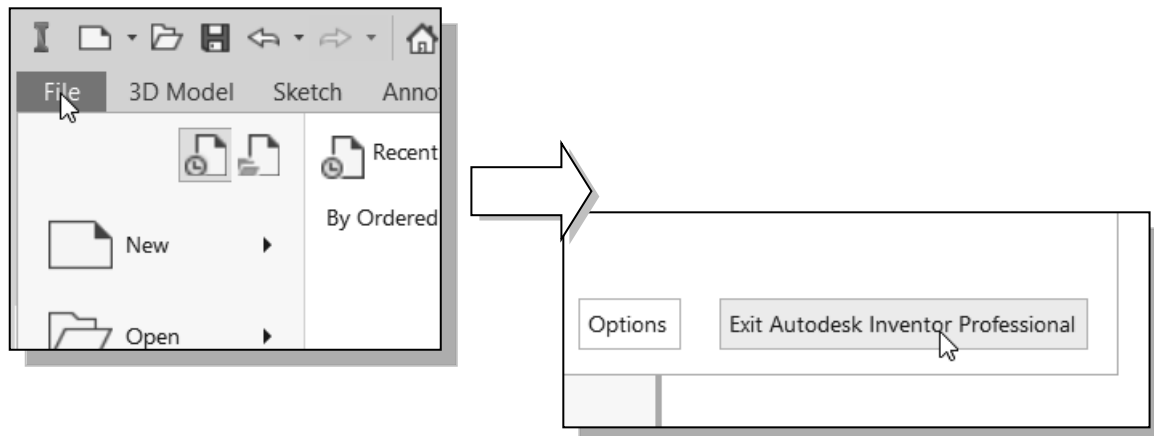 File 3D Model Sketch Anno
Recent
By Ordered
New
Open
Options Exit Autodesk Inventor Professional